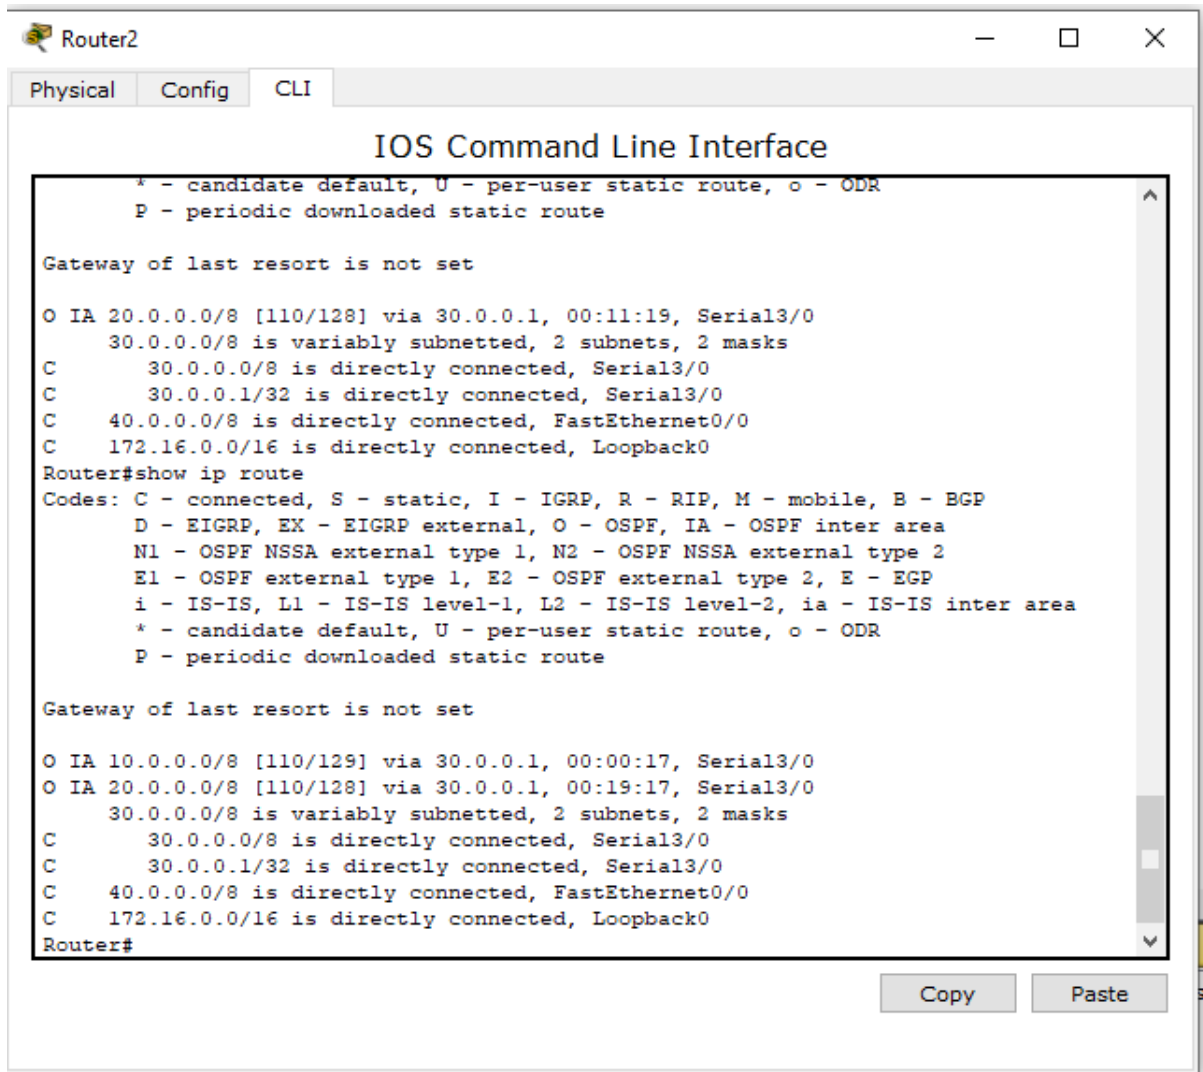 Router2
Physical Config CLI
IOS Command Line Interface
* - candidate default, U - per-user static route, o - ODR
P - periodic downloaded static route
Gateway of last resort is not set
O IA 20.0.0.0/8 [110/128] via 30.0.0.1, 00:11:19, Serial3/0
30.0.0.0/8 is variably subnetted, 2 subnets, 2 masks
C 30.0.0.0/8 is directly connected, Serial3/0
C 30.0.0.1/32 is directly connected, Serial3/0
C 40.0.0.0/8 is directly connected, FastEthernet0/0
C 172.16.0.0/16 is directly connected, Loopback0
Router#show ip route
Codes: C - connected, S - static, I - IGRP, R - RIP, M - mobile, B - BGP
D - EIGRP, EX - EIGRP external, O - OSPF, IA - OSPF inter area
N1 - OSPF NSSA external type 1, N2 - OSPF NSSA external type 2
E1 - OSPF external type 1, E2 - OSPF external type 2, E - EGP
i - IS-IS, L1 - IS-IS level-1, L2 - IS-IS level-2, ia - IS-IS inter area
* - candidate default, U - per-user static route, o - ODR
P - periodic downloaded static route
Gateway of last resort is not set
O IA 10.0.0.0/8 [110/129] via 30.0.0.1, 00:00:17, Serial3/0
O IA 20.0.0.0/8 [110/128] via 30.0.0.1, 00:19:17, Serial3/0
30.0.0.0/8 is variably subnetted, 2 subnets, 2 masks
C 30.0.0.0/8 is directly connected, Serial3/0
C 30.0.0.1/32 is directly connected, Serial3/0
C 40.0.0.0/8 is directly connected, FastEthernet0/0
C 172.16.0.0/16 is directly connected, Loopback0
Router#
Copy Paste